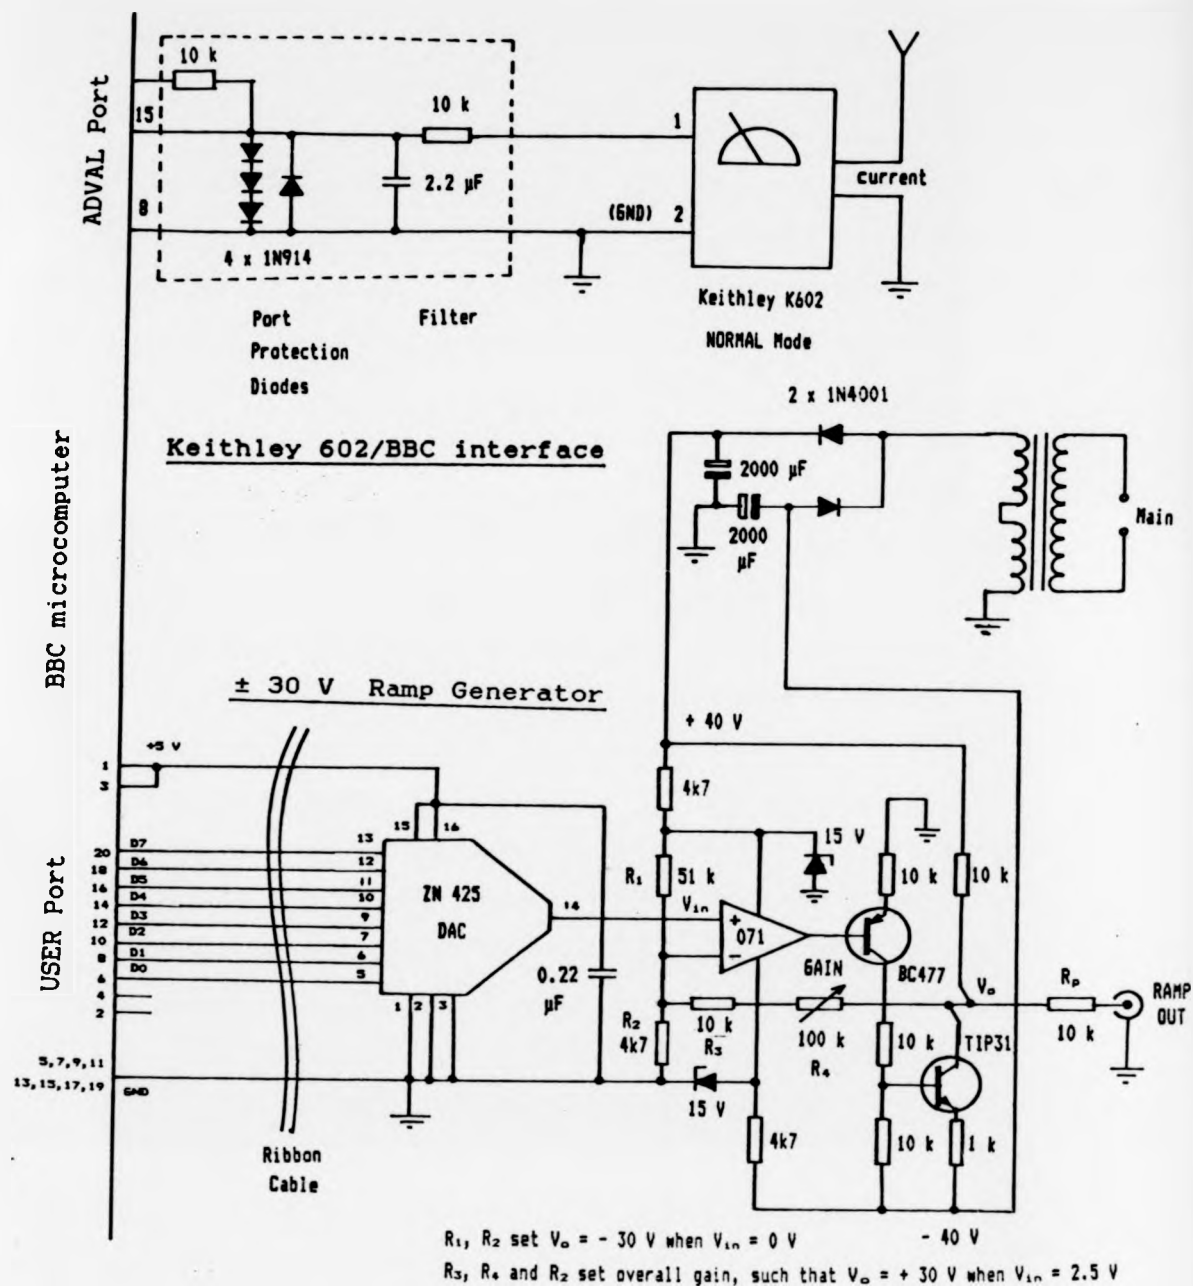 10 k
ADVAL Port
15
8
10 k
2.2 µF
4 x 1N914
Port
Protection
Diodes
Filter
1
(GND) 2
current
Keithley K602
NORMAL Mode
Keithley 602/BBC interface
2 x 1N4001
2000 µF
2000
µF
Main
BBC microcomputer
± 30 V Ramp Generator
+ 40 V
+5 V
1
3
4k7
15 16
15 V
USER Port
20 D7 13
18 D6 12
16 D5 11
14 D4 10
12 D3 9
10 D2 7
8 D1 6
6 D0 5
4
2
ZN 425
DAC
14
1 2 3
0.22
µF
R₁ 51 k
Vᵢₙ
+
071
−
10 k
10 k
BC477
GAIN
Vₒ
Rₚ
10 k
RAMP
OUT
R₂
4k7
10 k
R₃
100 k
R₄
10 k
TIP31
5,7,9,11
13,15,17,19
GND
15 V
4k7
10 k
1 k
Ribbon
Cable
- 40 V
R₁, R₂ set Vₒ = - 30 V when Vᵢₙ = 0 V
R₃, R₄ and R₂ set overall gain, such that Vₒ = + 30 V when Vᵢₙ = 2.5 V